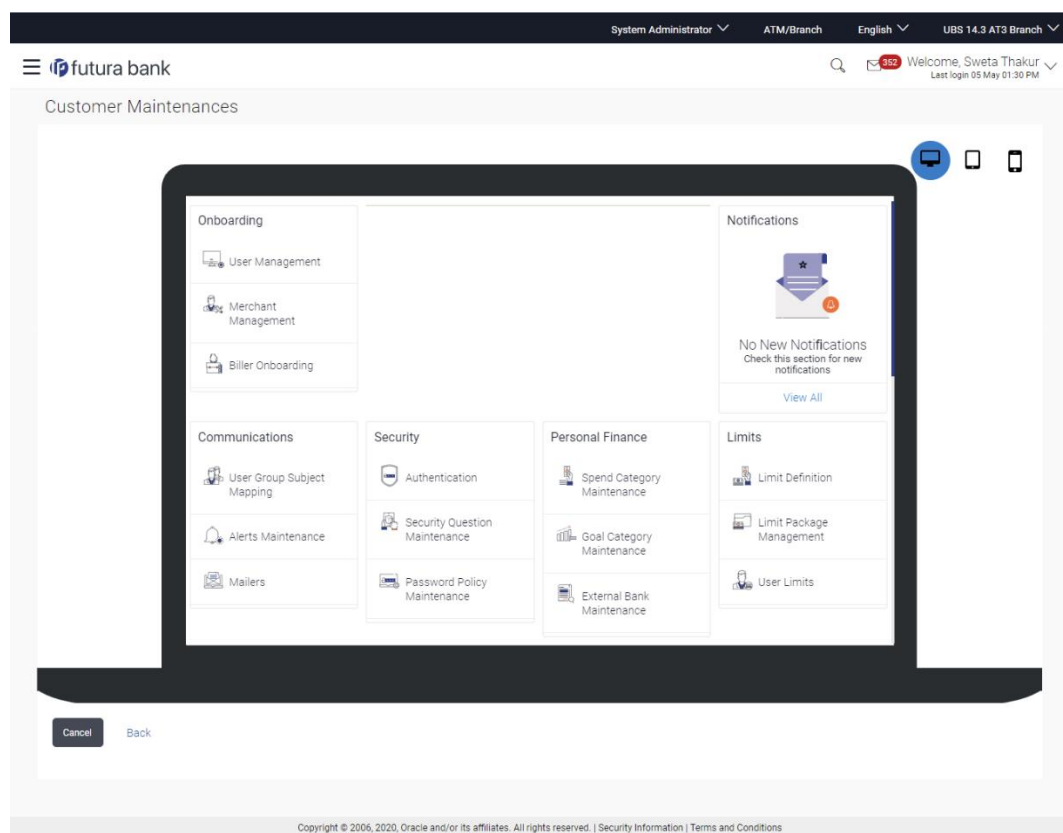 System Administrator ATM/Branch English UBS 14.3 AT3 Branch
futura bank
352
Welcome, Sweta Thakur
Last login 05 May 01:30 PM
Customer Maintenances
Onboarding
User Management
Merchant
Management
Biller Onboarding
Notifications
No New Notifications
Check this section for new
notifications
View All
Communications
User Group Subject
Mapping
Alerts Maintenance
Mailers
Security
Authentication
Security Question
Maintenance
Password Policy
Maintenance
Personal Finance
Spend Category
Maintenance
Goal Category
Maintenance
External Bank
Maintenance
Limits
Limit Definition
Limit Package
Management
User Limits
Cancel Back
Copyright © 2006, 2020, Oracle and/or its affiliates. All rights reserved. | Security Information | Terms and Conditions